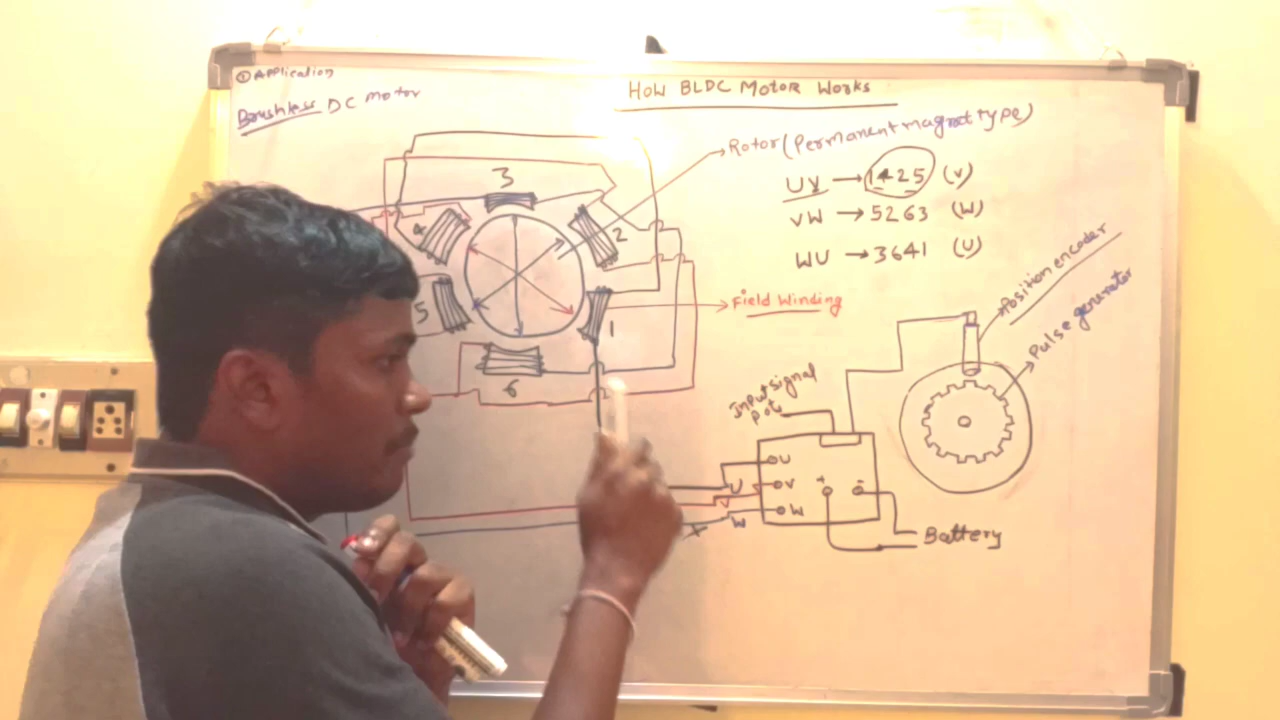 ① Application
Brushless DC motor
How BLDC Motor Works
Rotor (Permanent magnet type)
UV → 1425 (V)
VW → 5263 (W)
WU → 3641 (U)
3
4
2
5
1
6
Field Winding
Position encoder
Pulse generator
Input signal
Pot
U
V
W
+
-
U
V
W
Battery